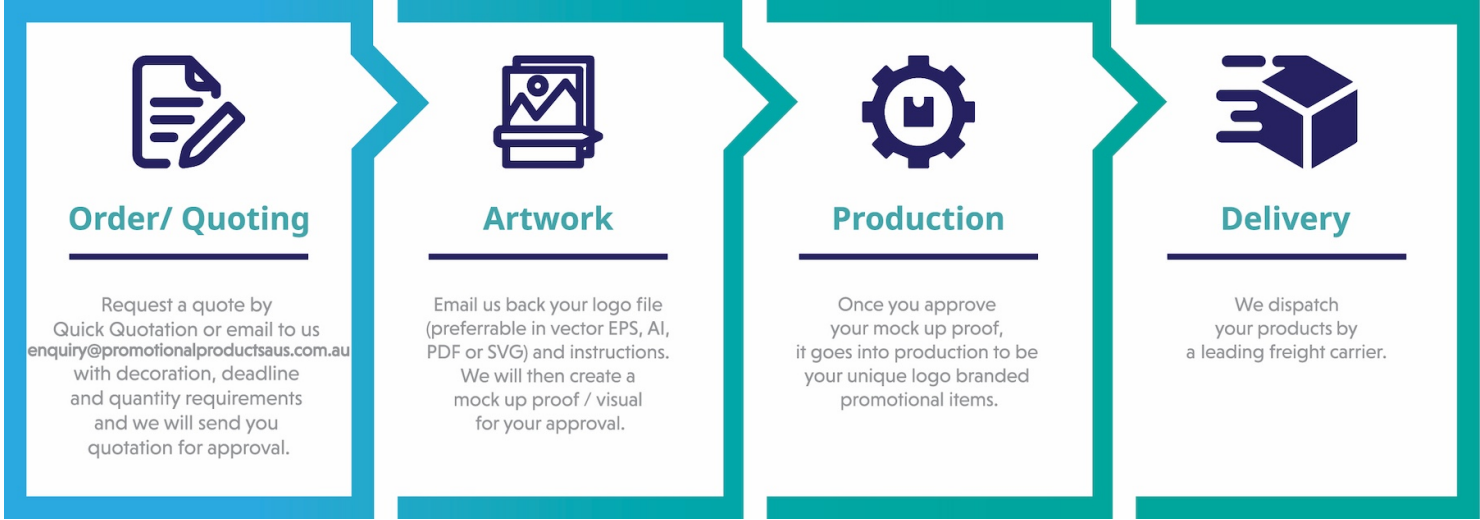 Order/ Quoting
Request a quote by
Quick Quotation or email to us
enquiry@promotionalproductsaus.com.au
with decoration, deadline
and quantity requirements
and we will send you
quotation for approval.
Artwork
Email us back your logo file
(preferrable in vector EPS, AI,
PDF or SVG) and instructions.
We will then create a
mock up proof / visual
for your approval.
Production
Once you approve
your mock up proof,
it goes into production to be
your unique logo branded
promotional items.
Delivery
We dispatch
your products by
a leading freight carrier.